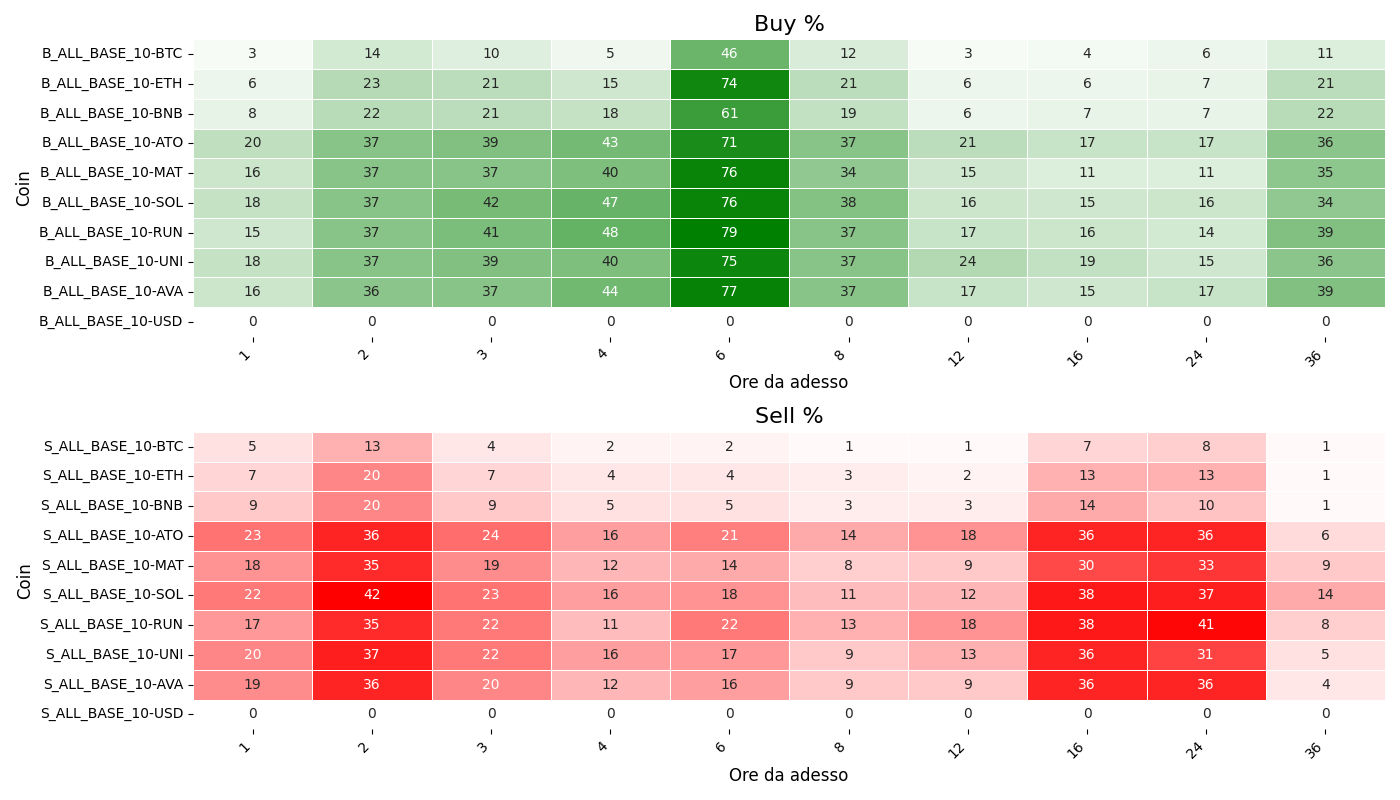 Buy %
Coin
B_ALL_BASE_10-BTC 3 14 10 5 46 12 3 4 6 11
B_ALL_BASE_10-ETH 6 23 21 15 74 21 6 6 7 21
B_ALL_BASE_10-BNB 8 22 21 18 61 19 6 7 7 22
B_ALL_BASE_10-ATO 20 37 39 43 71 37 21 17 17 36
B_ALL_BASE_10-MAT 16 37 37 40 76 34 15 11 11 35
B_ALL_BASE_10-SOL 18 37 42 47 76 38 16 15 16 34
B_ALL_BASE_10-RUN 15 37 41 48 79 37 17 16 14 39
B_ALL_BASE_10-UNI 18 37 39 40 75 37 24 19 15 36
B_ALL_BASE_10-AVA 16 36 37 44 77 37 17 15 17 39
B_ALL_BASE_10-USD 0 0 0 0 0 0 0 0 0 0
1 2 3 4 6 8 12 16 24 36
Ore da adesso
Sell %
Coin
S_ALL_BASE_10-BTC 5 13 4 2 2 1 1 7 8 1
S_ALL_BASE_10-ETH 7 20 7 4 4 3 2 13 13 1
S_ALL_BASE_10-BNB 9 20 9 5 5 3 3 14 10 1
S_ALL_BASE_10-ATO 23 36 24 16 21 14 18 36 36 6
S_ALL_BASE_10-MAT 18 35 19 12 14 8 9 30 33 9
S_ALL_BASE_10-SOL 22 42 23 16 18 11 12 38 37 14
S_ALL_BASE_10-RUN 17 35 22 11 22 13 18 38 41 8
S_ALL_BASE_10-UNI 20 37 22 16 17 9 13 36 31 5
S_ALL_BASE_10-AVA 19 36 20 12 16 9 9 36 36 4
S_ALL_BASE_10-USD 0 0 0 0 0 0 0 0 0 0
1 2 3 4 6 8 12 16 24 36
Ore da adesso